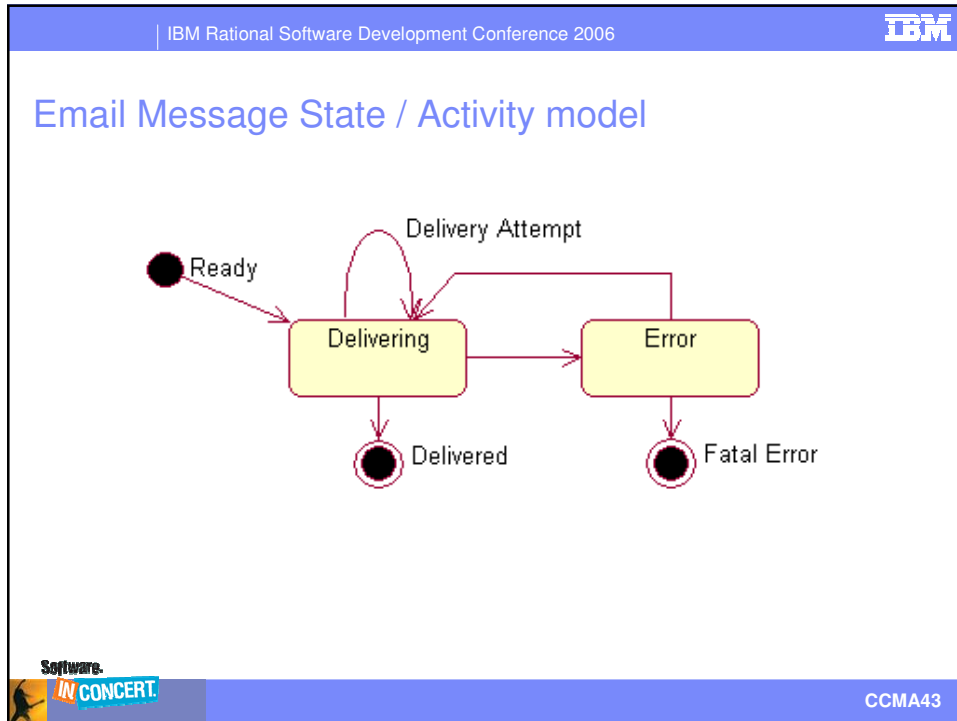 IBM Rational Software Development Conference 2006
IBM
Email Message State / Activity model
Delivery Attempt
Ready
Delivering
Error
Delivered
Fatal Error
Software.
IN CONCERT.
CCMA43